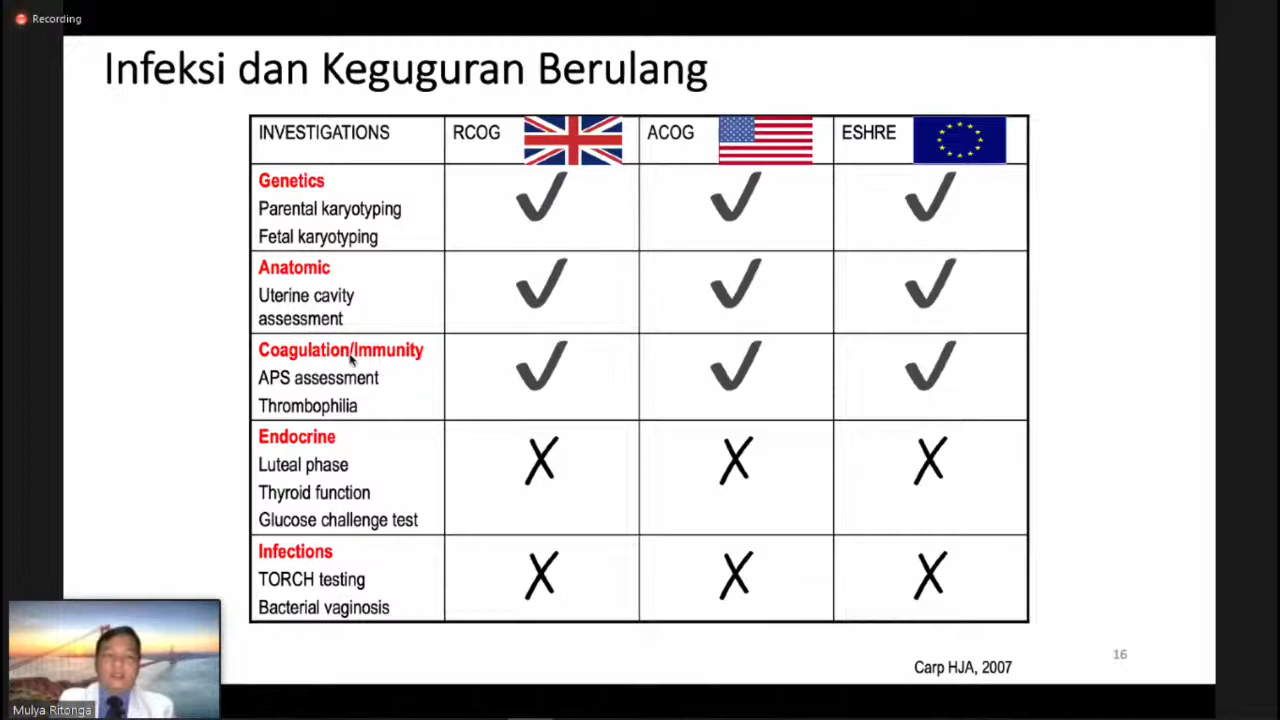 Recording
Infeksi dan Keguguran Berulang
INVESTIGATIONS
RCOG
ACOG
ESHRE
Genetics
Parental karyotyping
Fetal karyotyping
Anatomic
Uterine cavity
assessment
Coagulation/Immunity
APS assessment
Thrombophilia
Endocrine
Luteal phase
Thyroid function
Glucose challenge test
Infections
TORCH testing
Bacterial vaginosis
16
Carp HJA, 2007
Mulya Ritonga